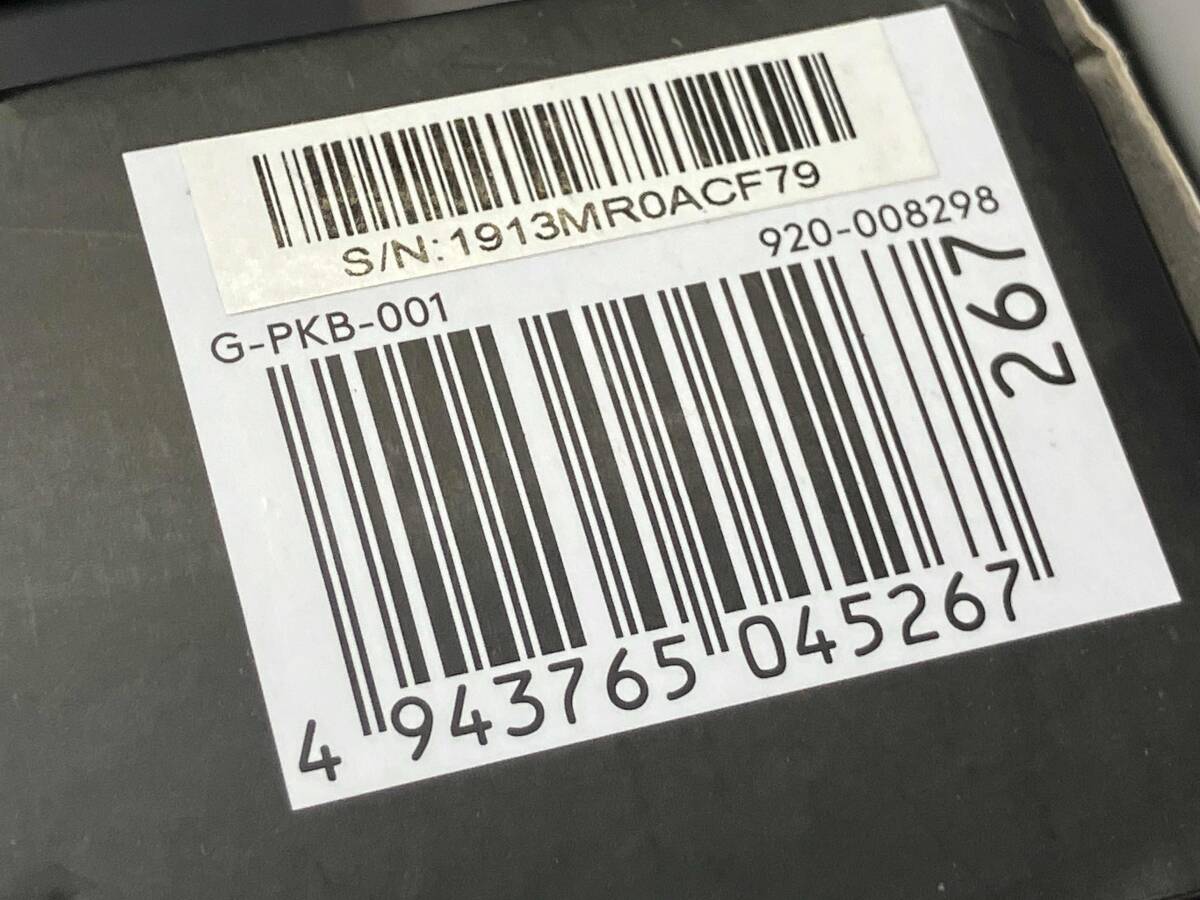 S/N:1913MR0ACF79
G-PKB-001
920-008298
267
4 943765 045267